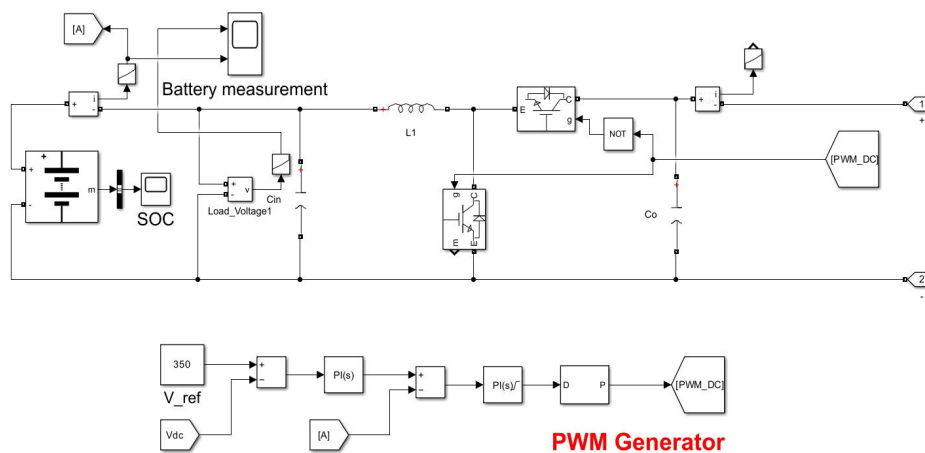 [A]
Battery measurement
+
i
-
L1
E
C
g
NOT
+
i
-
1
+
[PWM_DC]
+
+
-
m
SOC
+
-
v
Load_Voltage1
Cin
+
g
C
E
E
+
Co
2
-
350
V_ref
Vdc
+
−
PI(s)
[A]
+
−
PI(s)/‾
D
P
[PWM_DC]
PWM Generator